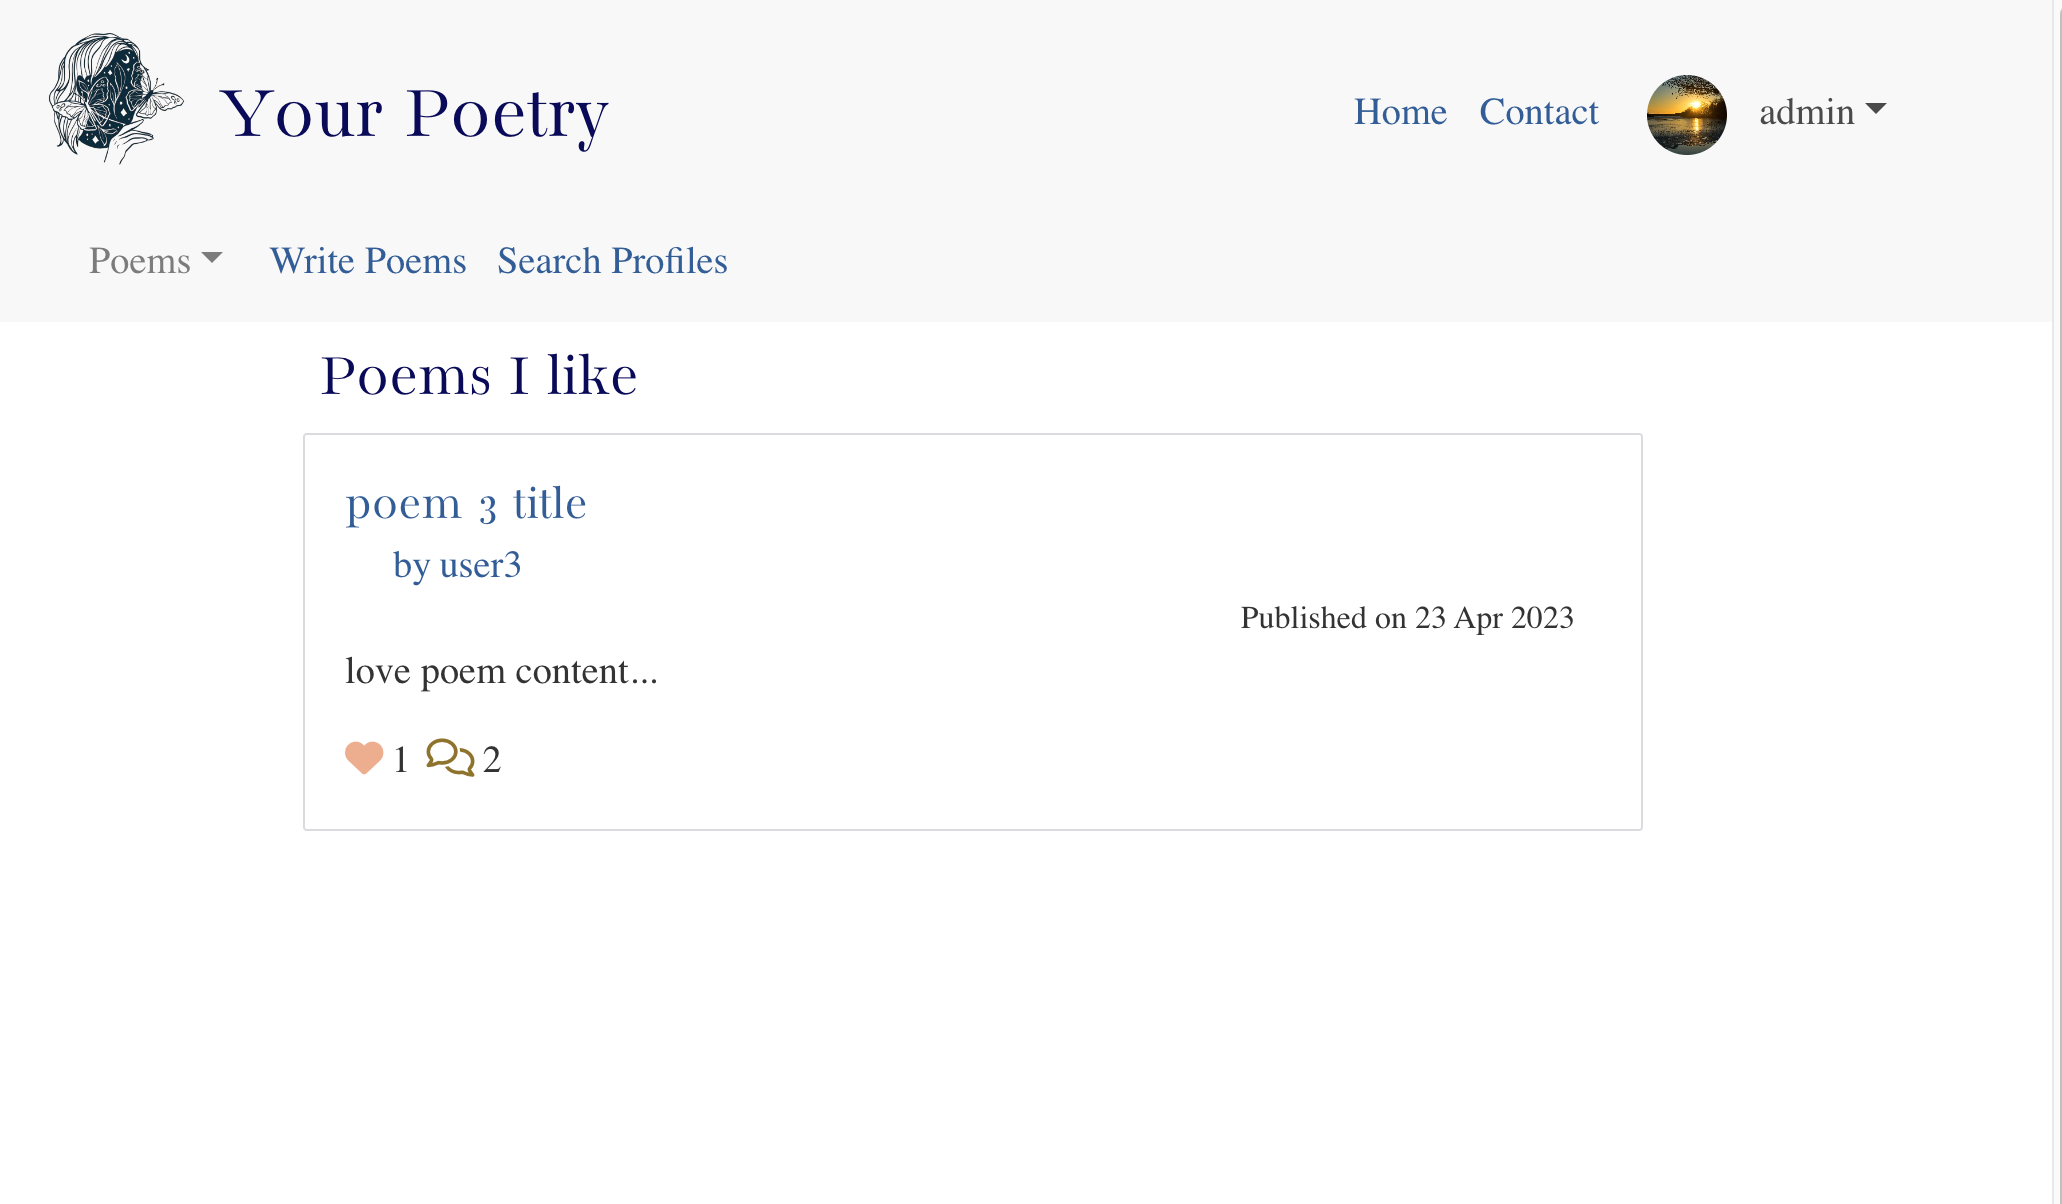 Your Poetry
Home Contact admin
Poems Write Poems Search Profiles
Poems I like
poem 3 title
by user3
Published on 23 Apr 2023
love poem content...
1 2